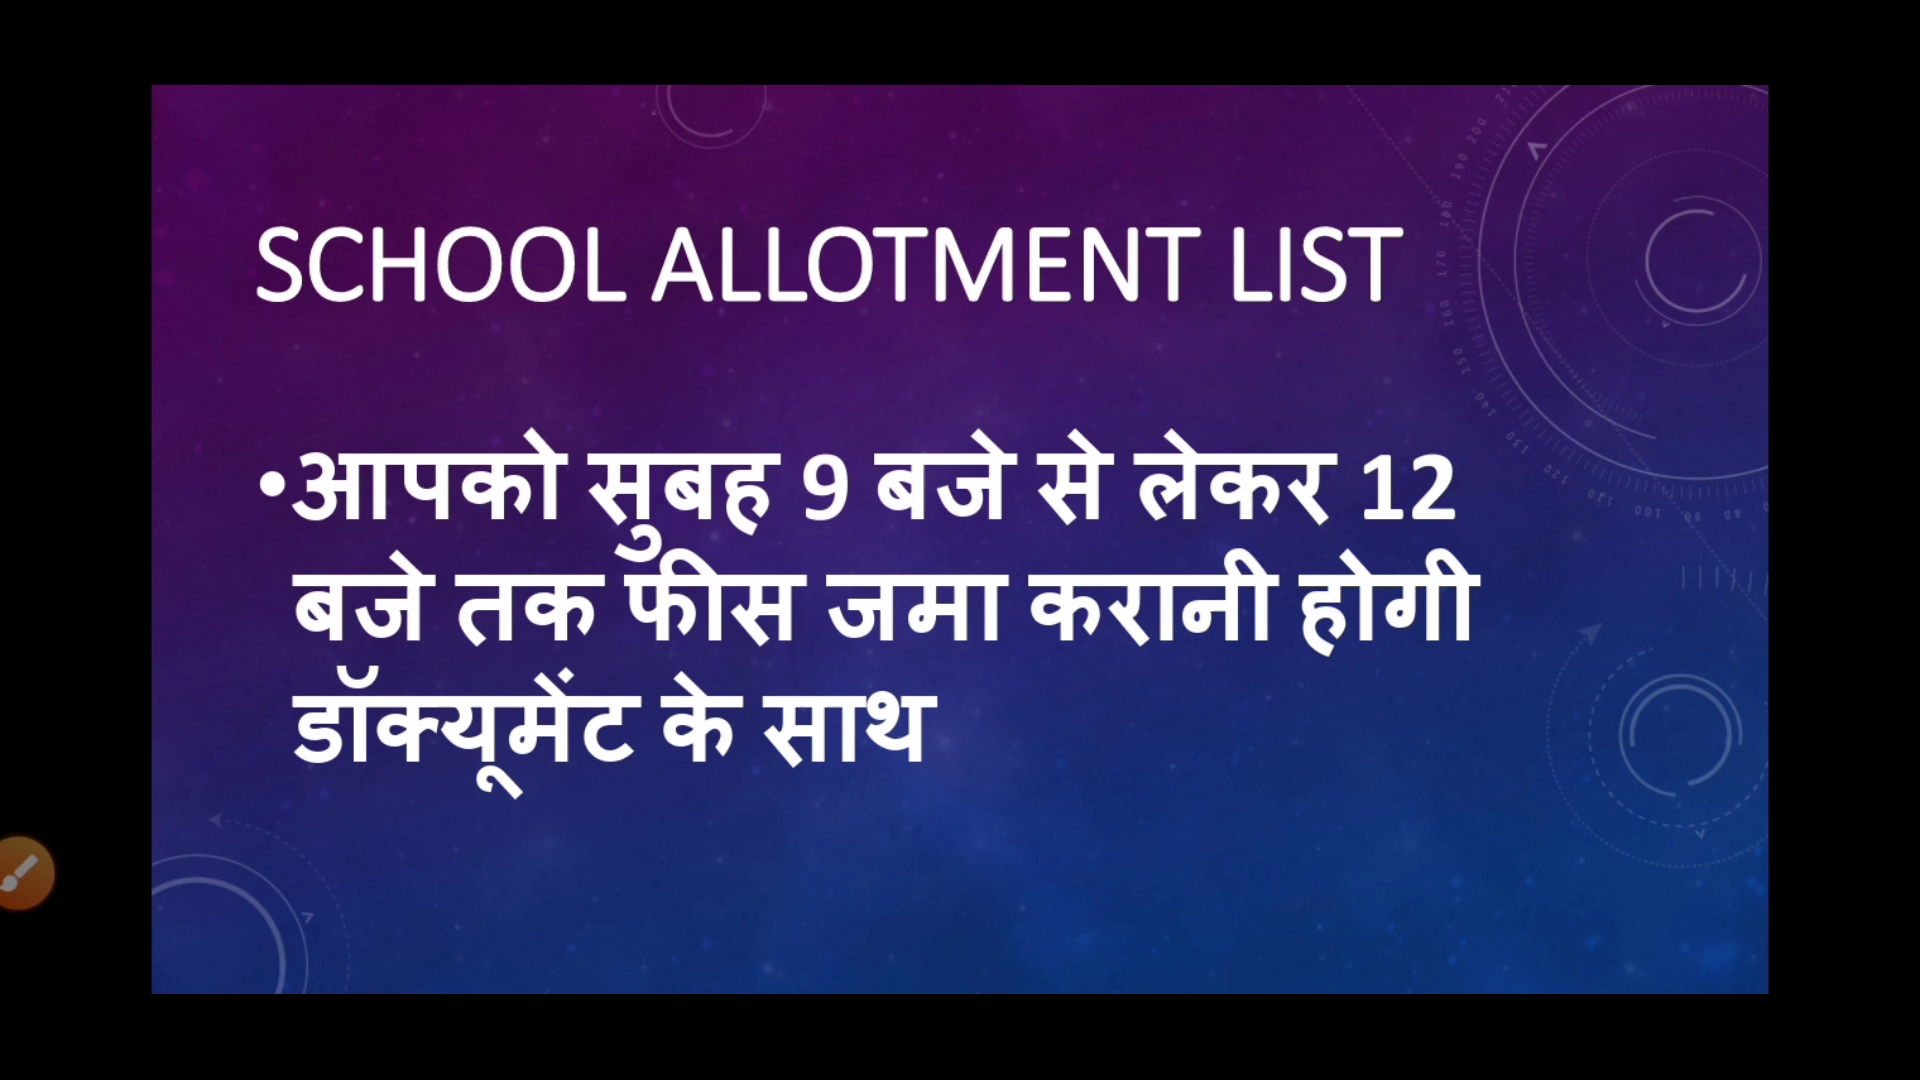 SCHOOL ALLOTMENT LIST
•आपको सुबह 9 बजे से लेकर 12
बजे तक फीस जमा करानी होगी
डॉक्यूमेंट के साथ